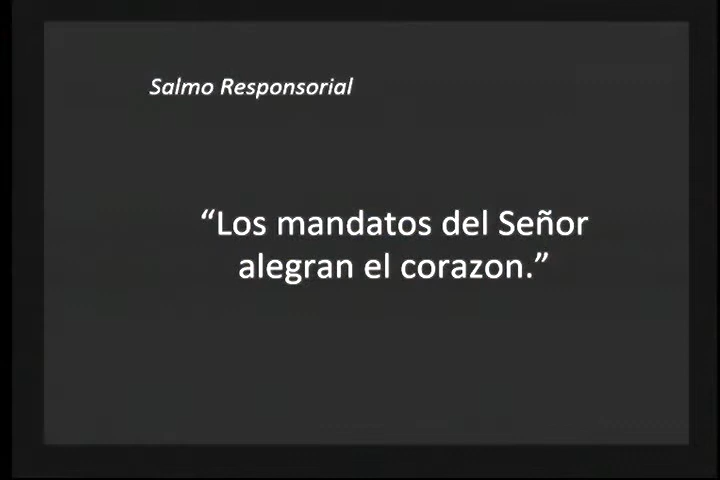 Salmo Responsorial
“Los mandatos del Señor
alegran el corazon.”